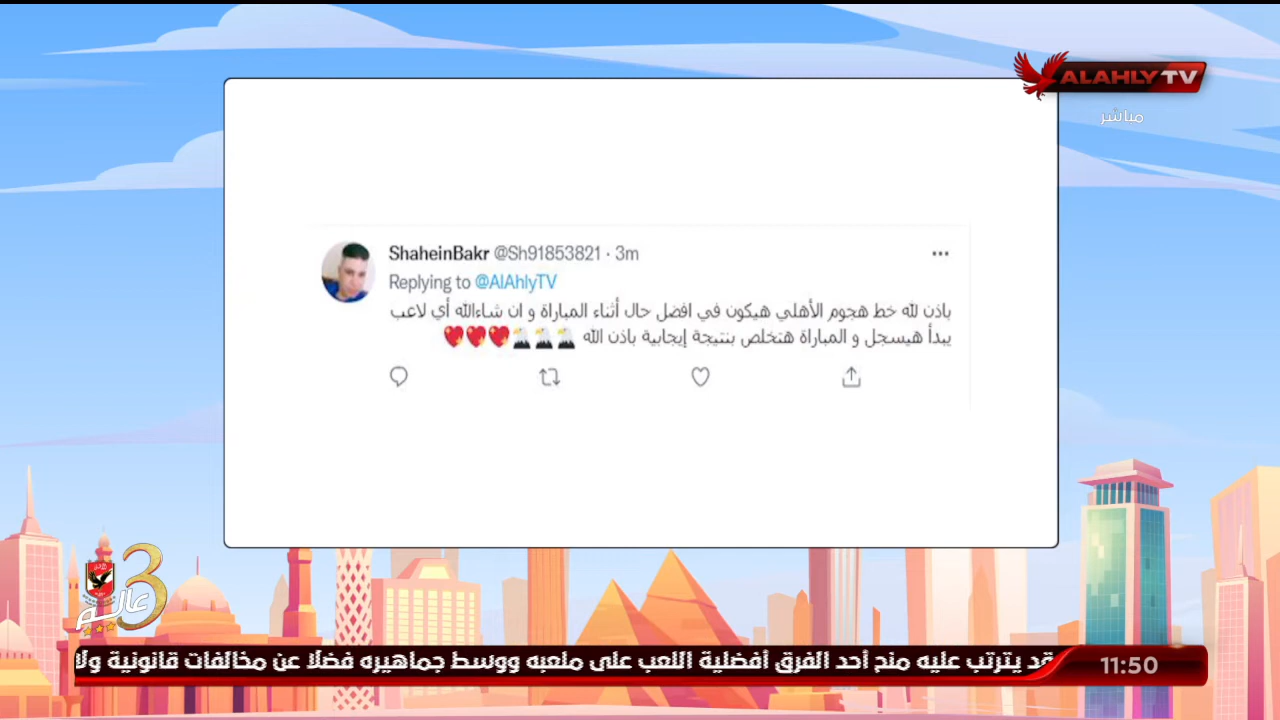 ALAHLY TV
مباشر
ShaheinBakr @Sh91853821 · 3m
Replying to @AlAhlyTV
باذن لله خط هجوم الأهلي هيكون في افضل حال أثناء المباراة و ان شاءالله أي لاعب
يبدأ هيسجل و المباراة هتخلص بنتيجة إيجابية باذن الله 🦅🦅🦅💖💖💖
3 عالم
قد يترتب عليه منح أحد الفرق أفضلية اللعب على ملعبه ووسط جماهيره فضلا عن مخالفات قانونية ولا
11:50